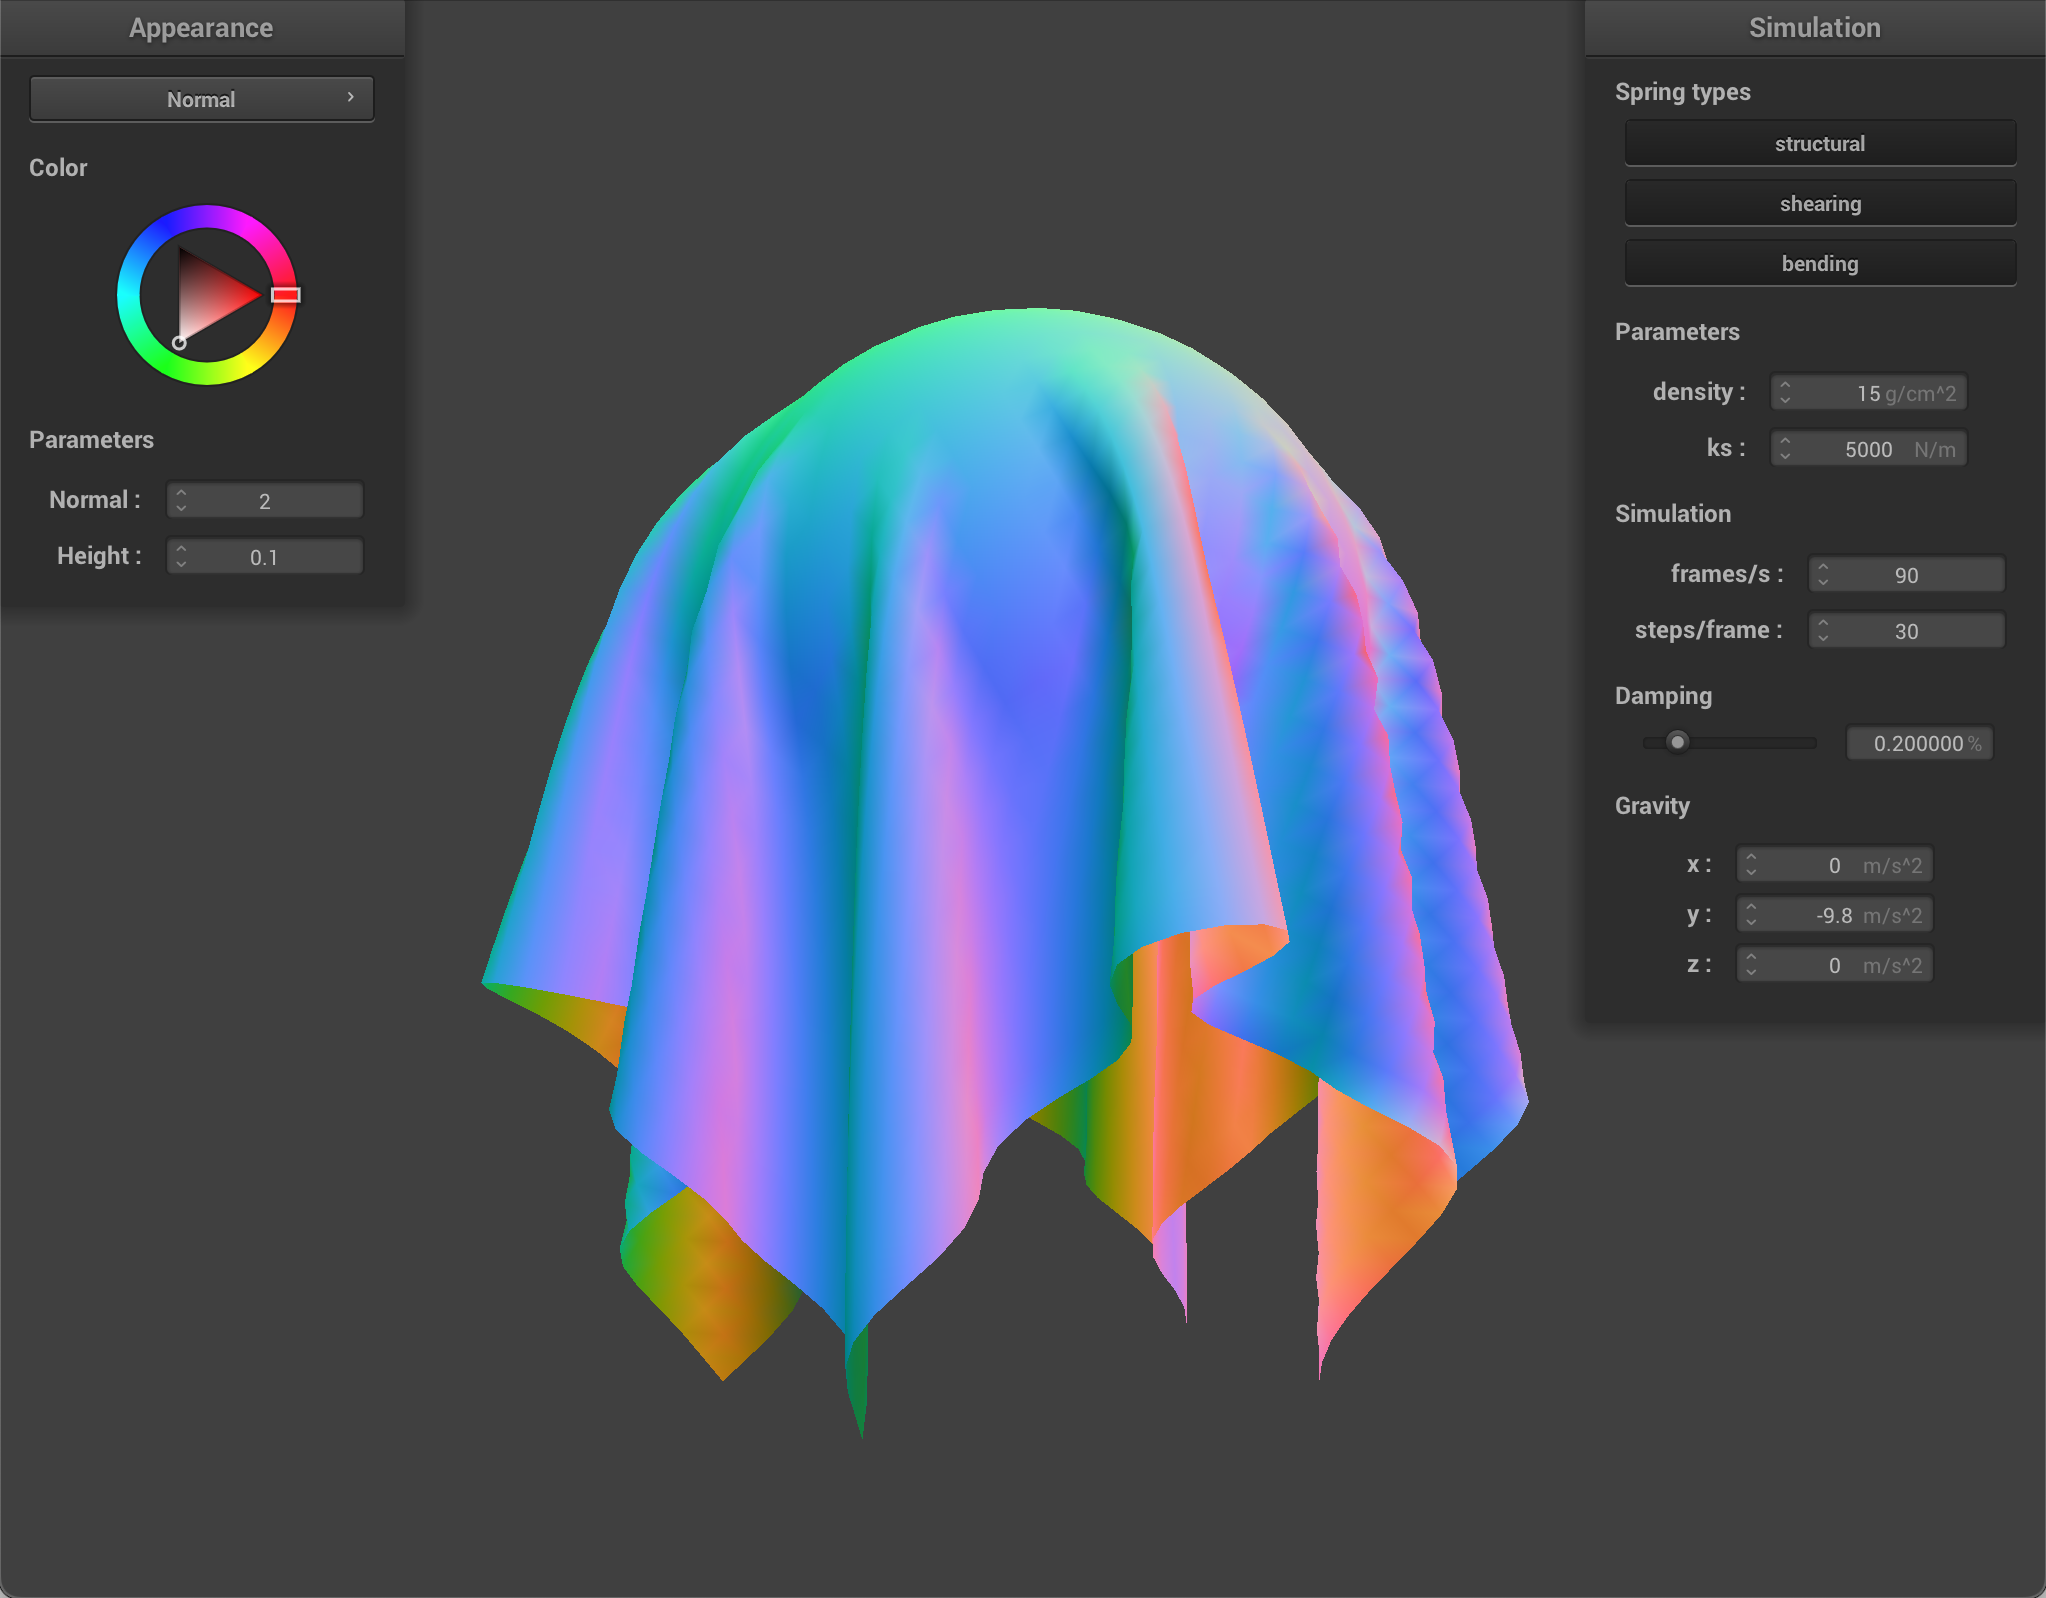 Appearance
Normal
Color
Parameters
Normal : 2
Height : 0.1
Simulation
Spring types
structural
shearing
bending
Parameters
density : 15 g/cm^2
ks : 5000 N/m
Simulation
frames/s : 90
steps/frame : 30
Damping
0.200000 %
Gravity
x : 0 m/s^2
y : -9.8 m/s^2
z : 0 m/s^2